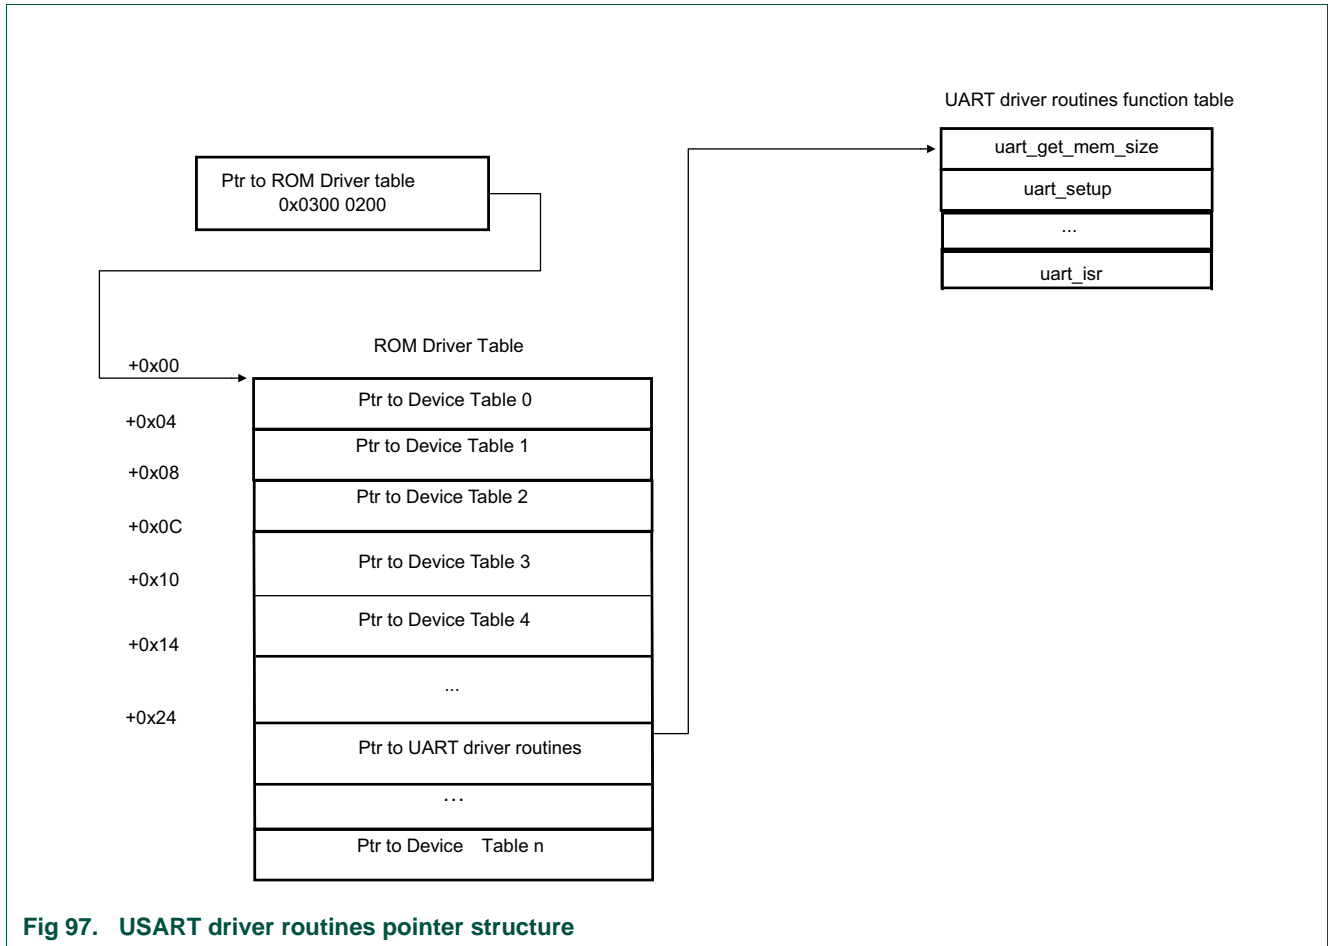 UART driver routines function table
uart_get_mem_size
uart_setup
...
uart_isr
Ptr to ROM Driver table
0x0300 0200
ROM Driver Table
+0x00
Ptr to Device Table 0
+0x04
Ptr to Device Table 1
+0x08
Ptr to Device Table 2
+0x0C
Ptr to Device Table 3
+0x10
Ptr to Device Table 4
+0x14
...
+0x24
Ptr to UART driver routines
...
Ptr to Device Table n
Fig 97. USART driver routines pointer structure